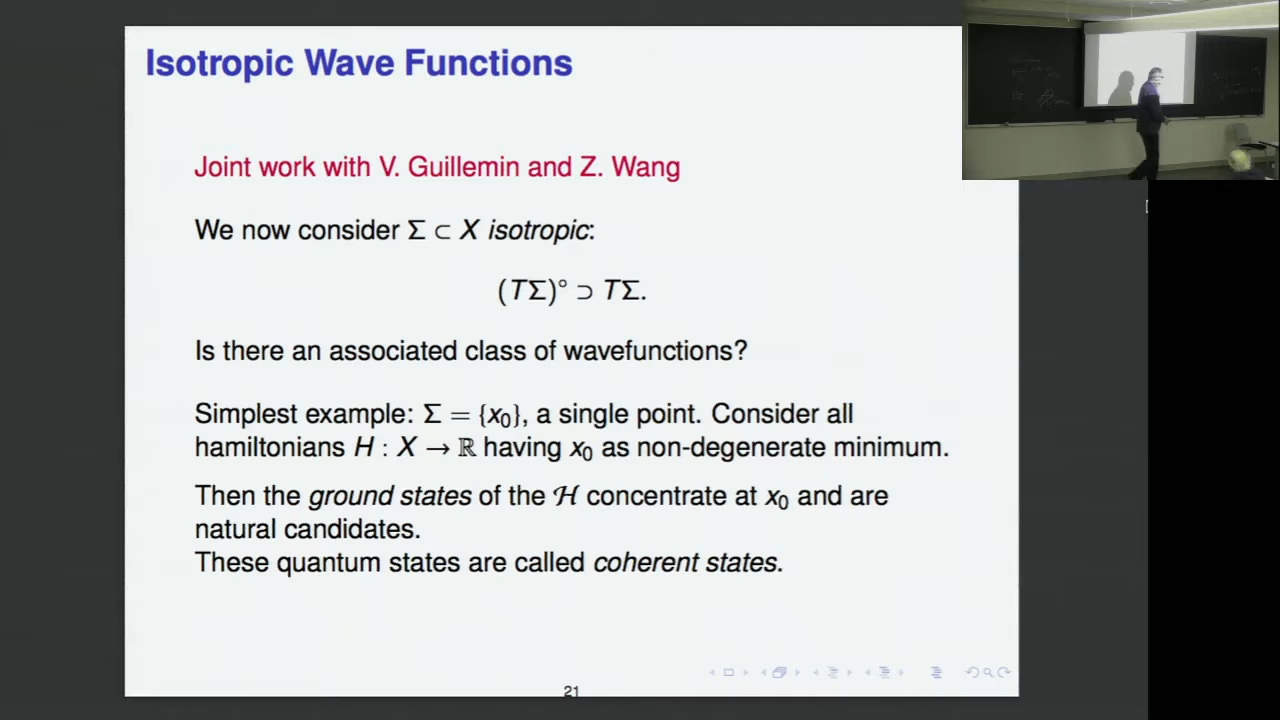 Isotropic Wave Functions
Joint work with V. Guillemin and Z. Wang
We now consider Σ ⊂ X isotropic:
(TΣ)° ⊃ TΣ.
Is there an associated class of wavefunctions?
Simplest example: Σ = {x₀}, a single point. Consider all
hamiltonians H : X → ℝ having x₀ as non-degenerate minimum.
Then the ground states of the ℋ concentrate at x₀ and are
natural candidates.
These quantum states are called coherent states.
21